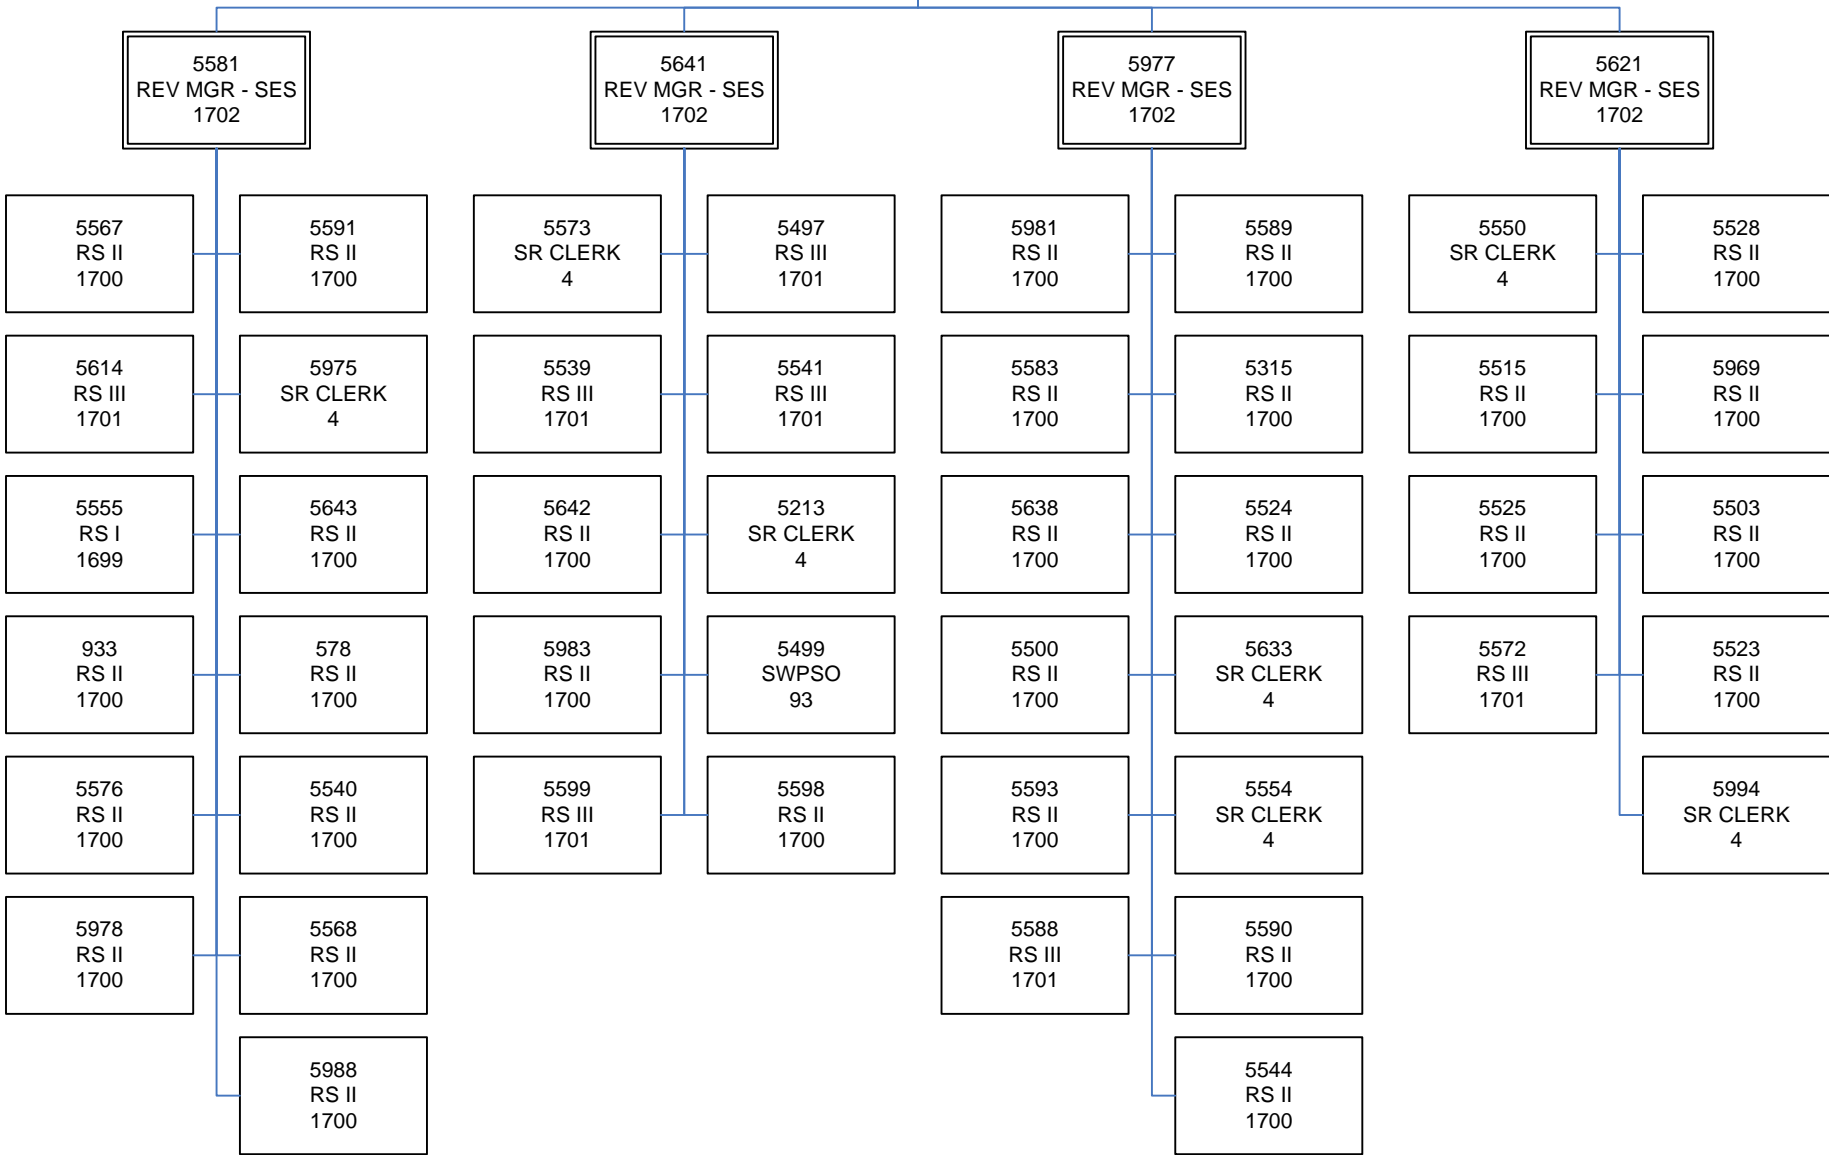 5581
REV MGR - SES
1702
5641
REV MGR - SES
1702
5977
REV MGR - SES
1702
5621
REV MGR - SES
1702
5567
RS II
1700
5591
RS II
1700
5573
SR CLERK
4
5497
RS III
1701
5981
RS II
1700
5589
RS II
1700
5550
SR CLERK
4
5528
RS II
1700
5614
RS III
1701
5975
SR CLERK
4
5539
RS III
1701
5541
RS III
1701
5583
RS II
1700
5315
RS II
1700
5515
RS II
1700
5969
RS II
1700
5555
RS I
1699
5643
RS II
1700
5642
RS II
1700
5213
SR CLERK
4
5638
RS II
1700
5524
RS II
1700
5525
RS II
1700
5503
RS II
1700
933
RS II
1700
578
RS II
1700
5983
RS II
1700
5499
SWPSO
93
5500
RS II
1700
5633
SR CLERK
4
5572
RS III
1701
5523
RS II
1700
5576
RS II
1700
5540
RS II
1700
5599
RS III
1701
5598
RS II
1700
5593
RS II
1700
5554
SR CLERK
4
5994
SR CLERK
4
5978
RS II
1700
5568
RS II
1700
5588
RS III
1701
5590
RS II
1700
5988
RS II
1700
5544
RS II
1700